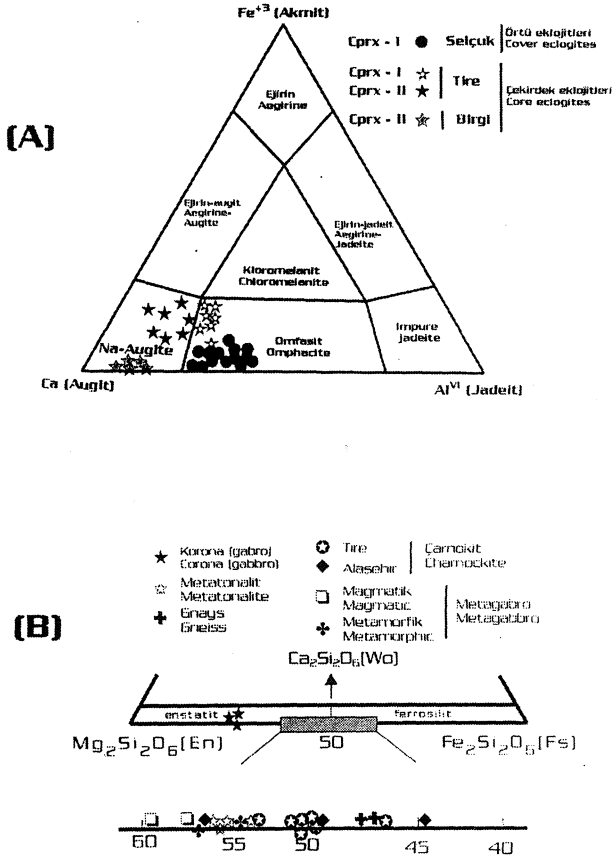 Fe+3 (Akmit)
Cprx - I ● Selçuk | Örtü eklojitleri
Cover eclogites
Cprx - I ☆
Cprx - II ★ | Tire
Cprx - II | Birgi
Çekirdek eklojitleri
Core eclogites
(A)
Ejirin
Aegirine
Ejirin-augit
Aegirine-
Augite
Ejirin-jadeit
Aegirine-
Jadeite
Kloromelanit
Chloromelanite
Na-Augite
Omfasit
Omphacite
Impure
jadeite
Ca (Augit)
AlVI (Jadeit)
(B)
Korona (gabro)
Corona (gabbro)
Metatonalit
Metatonalite
Gnays
Gneiss
Tire
Alaşehir
Çarnokit
Charnockite
Magmatik
Magmatic
Metamorfik
Metamorphic
Metagabro
Metagabbro
Ca2Si2O6(Wo)
enstatit
ferrosilit
Mg2Si2O6(En)
50
Fe2Si2O6(Fs)
60 55 50 45 40